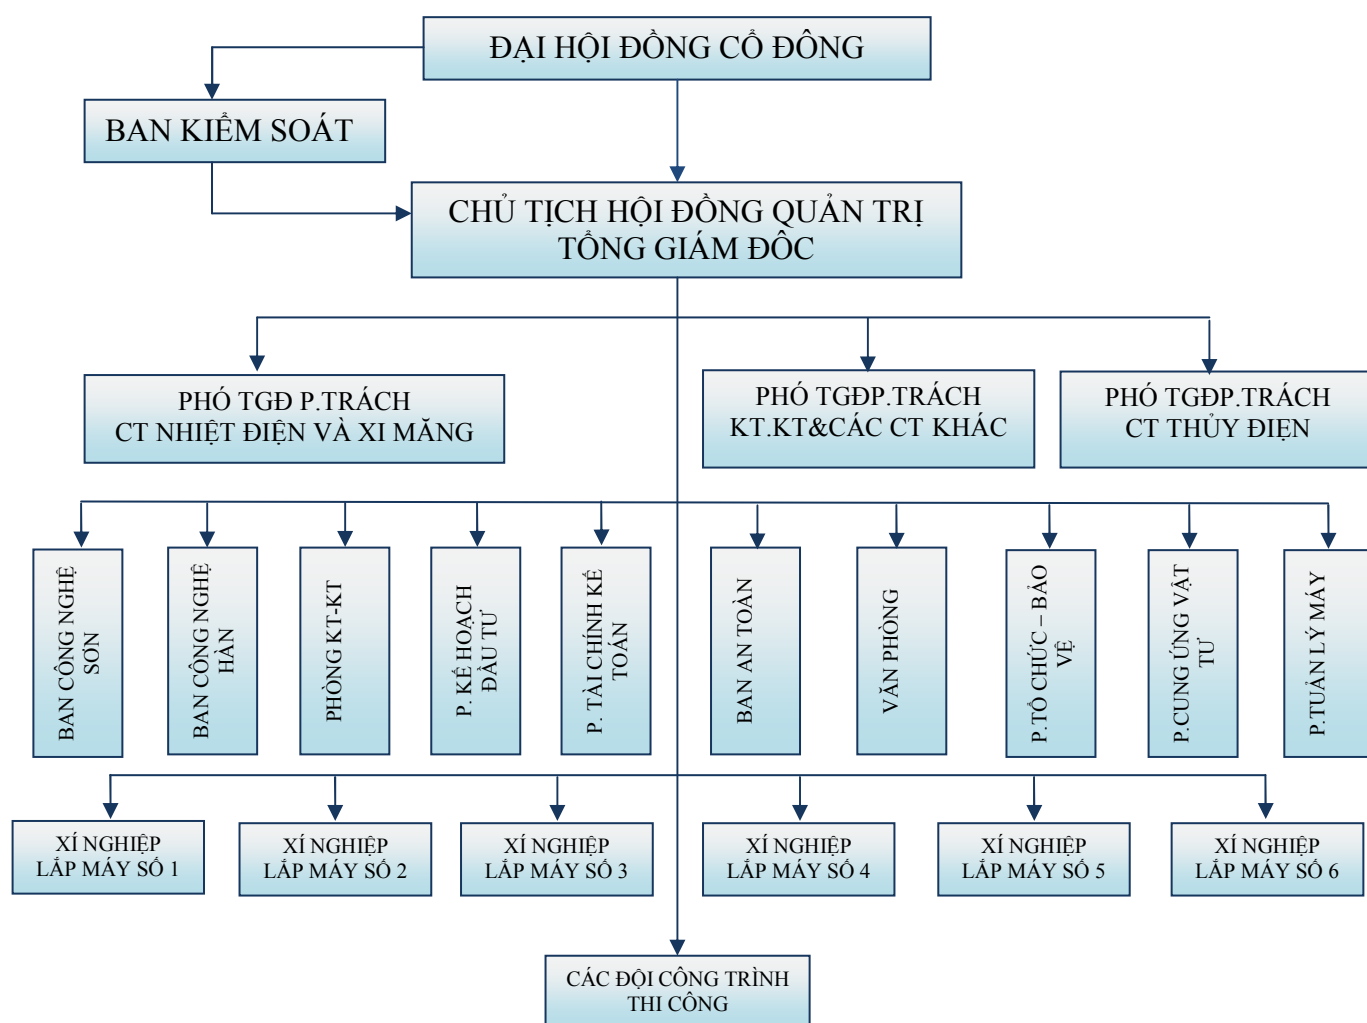 ĐẠI HỘI ĐỒNG CỔ ĐÔNG
BAN KIỂM SOÁT
CHỦ TỊCH HỘI ĐỒNG QUẢN TRỊ
TỔNG GIÁM ĐÔC
PHÓ TGĐ P.TRÁCH
CT NHIỆT ĐIỆN VÀ XI MĂNG
PHÓ TGĐP.TRÁCH
KT.KT&CÁC CT KHÁC
PHÓ TGĐP.TRÁCH
CT THỦY ĐIỆN
BAN CÔNG NGHỆ
SƠN
BAN CÔNG NGHỆ
HÀN
PHÒNG KT-KT
P. KẾ HOẠCH
ĐẦU TƯ
P. TÀI CHÍNH KẾ
TOÁN
BAN AN TOÀN
VĂN PHÒNG
P.TỔ CHỨC – BẢO
VỆ
P.CUNG ỨNG VẬT
TƯ
P.TUẢN LÝ MÁY
XÍ NGHIỆP
LẮP MÁY SỐ 1
XÍ NGHIỆP
LẮP MÁY SỐ 2
XÍ NGHIỆP
LẮP MÁY SỐ 3
XÍ NGHIỆP
LẮP MÁY SỐ 4
XÍ NGHIỆP
LẮP MÁY SỐ 5
XÍ NGHIỆP
LẮP MÁY SỐ 6
CÁC ĐỘI CÔNG TRÌNH
THI CÔNG